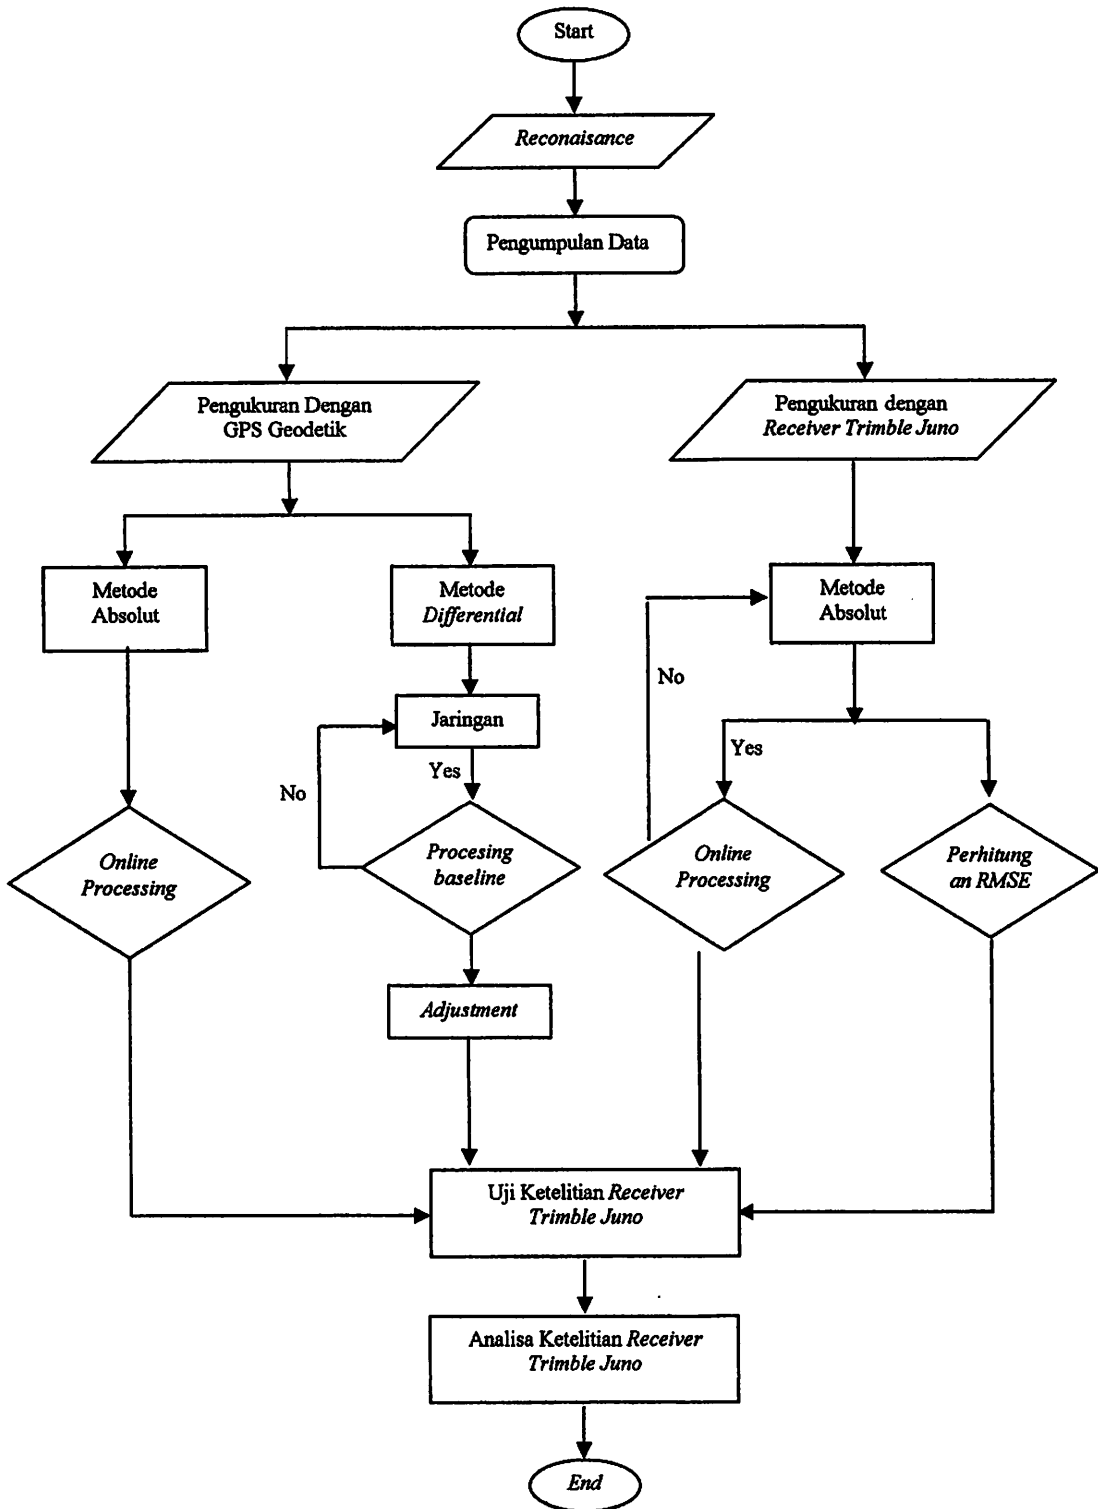 Start
Reconaisance
Pengumpulan Data
Pengukuran Dengan
GPS Geodetik
Pengukuran dengan
Receiver Trimble Juno
Metode
Absolut
Metode
Differential
Metode
Absolut
No
Jaringan
Yes
Yes
No
Online
Processing
Procesing
baseline
Online
Processing
Perhitung
an RMSE
Adjustment
Uji Ketelitian Receiver
Trimble Juno
Analisa Ketelitian Receiver
Trimble Juno
End